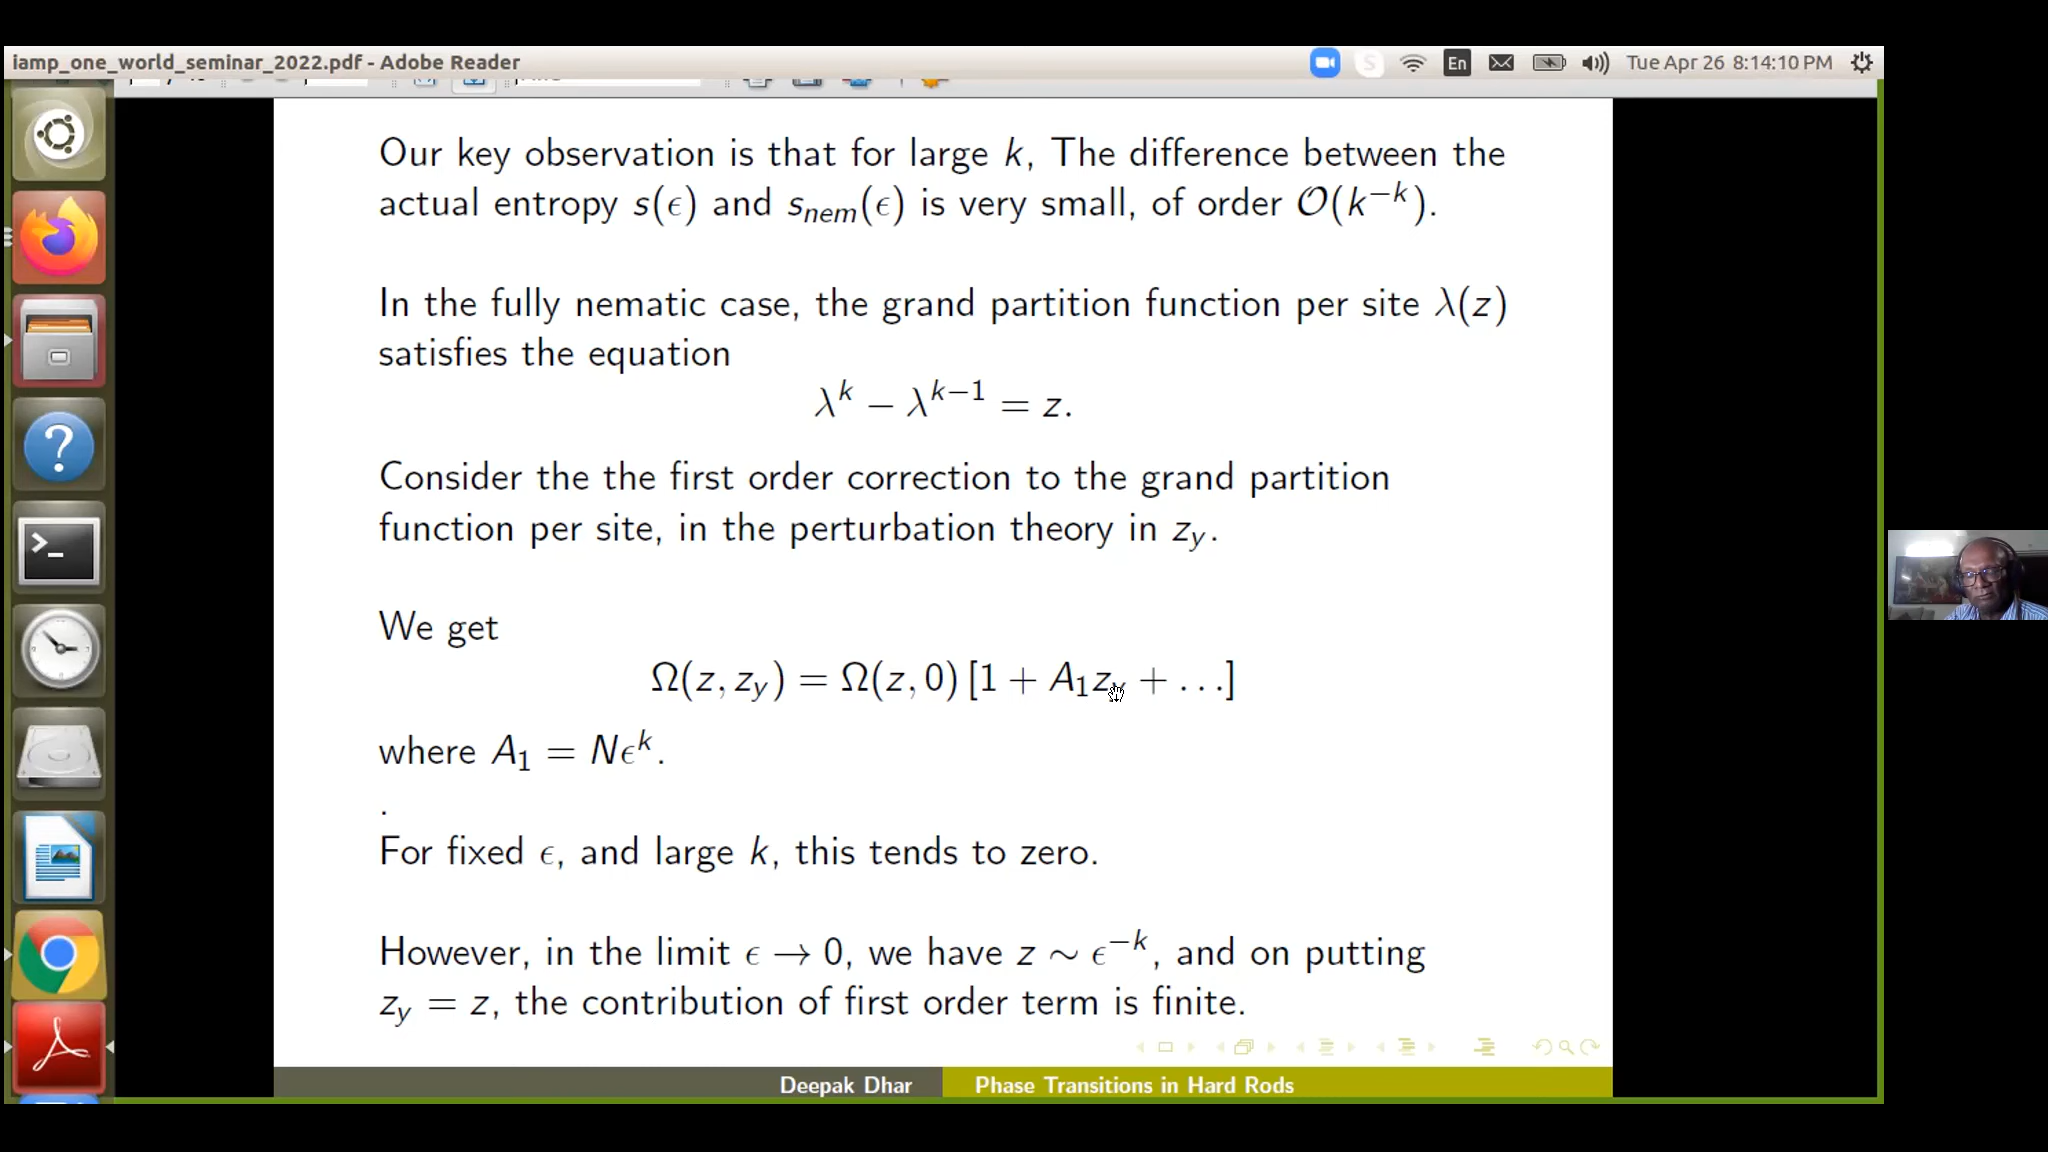 iamp_one_world_seminar_2022.pdf - Adobe Reader
En
Tue Apr 26 8:14:10 PM
Our key observation is that for large k, The difference between the
actual entropy s(ϵ) and s_nem(ϵ) is very small, of order 𝒪(k^{-k}).
In the fully nematic case, the grand partition function per site λ(z)
satisfies the equation
λ^k − λ^{k−1} = z.
Consider the the first order correction to the grand partition
function per site, in the perturbation theory in z_y.
We get
Ω(z, z_y) = Ω(z, 0) [1 + A_1 z_y + . . .]
where A_1 = Nϵ^k.
.
For fixed ϵ, and large k, this tends to zero.
However, in the limit ϵ → 0, we have z ∼ ϵ^{−k}, and on putting
z_y = z, the contribution of first order term is finite.
Deepak Dhar
Phase Transitions in Hard Rods